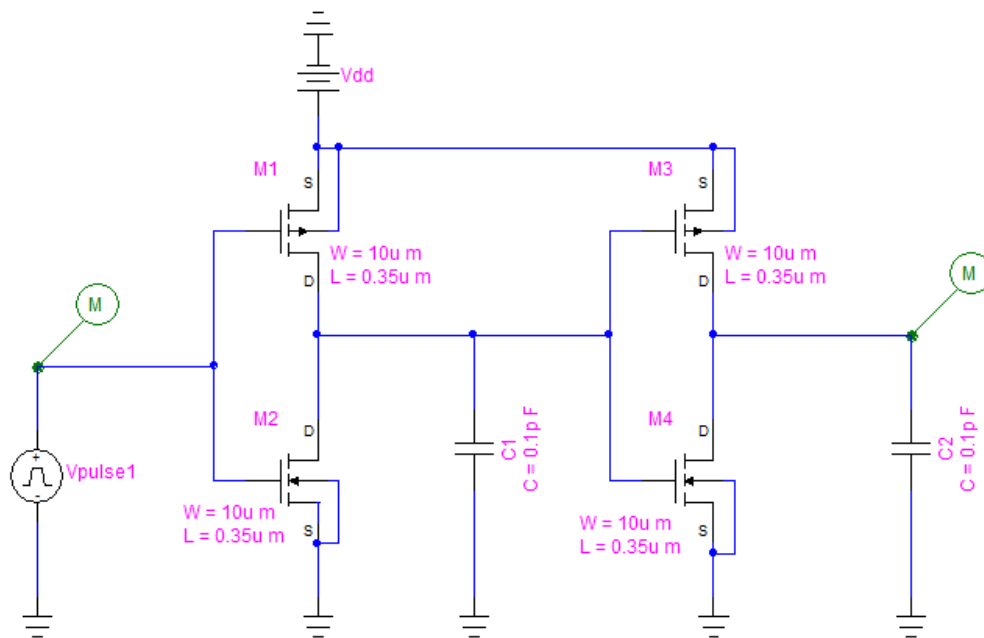 Vdd
M1
S
W = 10u m
L = 0.35u m
D
M3
S
W = 10u m
L = 0.35u m
D
M
M
M2
D
W = 10u m
L = 0.35u m
S
C1
C = 0.1p F
M4
D
W = 10u m
L = 0.35u m
S
C2
C = 0.1p F
+
Vpulse1
-